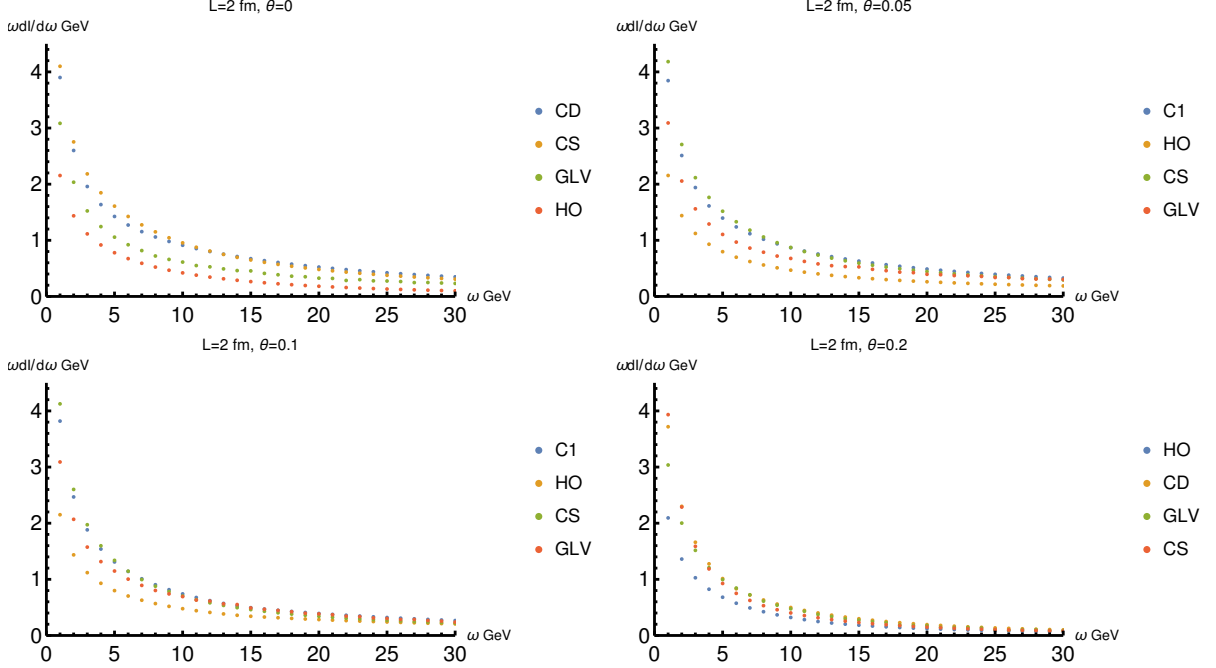 L=2 fm, θ=0
ωdI/dω GeV
4
3
2
1
0
0 5 10 15 20 25 30
ω GeV
CD
CS
GLV
HO
L=2 fm, θ=0.05
ωdI/dω GeV
4
3
2
1
0
0 5 10 15 20 25 30
ω GeV
C1
HO
CS
GLV
L=2 fm, θ=0.1
ωdI/dω GeV
4
3
2
1
0
0 5 10 15 20 25 30
ω GeV
C1
HO
CS
GLV
L=2 fm, θ=0.2
ωdI/dω GeV
4
3
2
1
0
0 5 10 15 20 25 30
ω GeV
HO
CD
GLV
CS